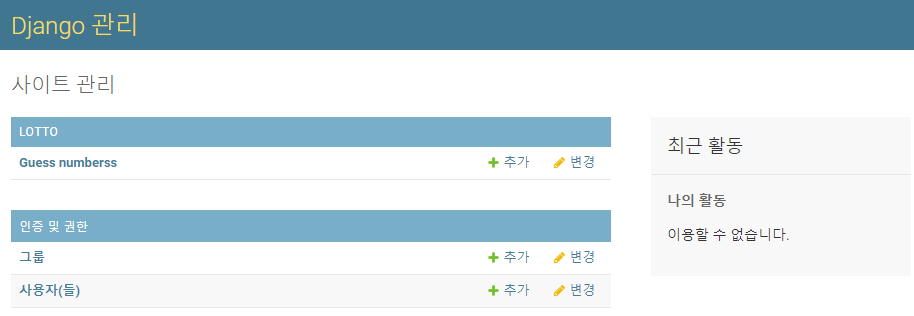 Django 관리
사이트 관리
LOTTO
Guess numberss 추가 변경
인증 및 권한
그룹 추가 변경
사용자(들) 추가 변경
최근 활동
나의 활동
이용할 수 없습니다.